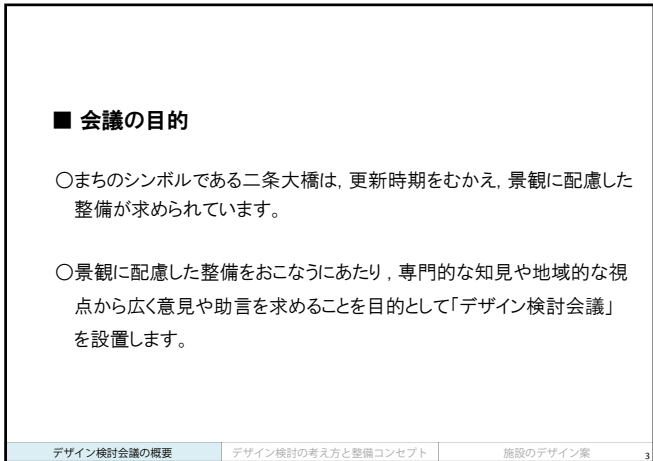 ■ 会議の目的
○まちのシンボルである二条大橋は, 更新時期をむかえ, 景観に配慮した
整備が求められています。
○景観に配慮した整備をおこなうにあたり , 専門的な知見や地域的な視
点から広く意見や助言を求めることを目的として「デザイン検討会議」
を設置します。
デザイン検討会議の概要 デザイン検討の考え方と整備コンセプト 施設のデザイン案 3